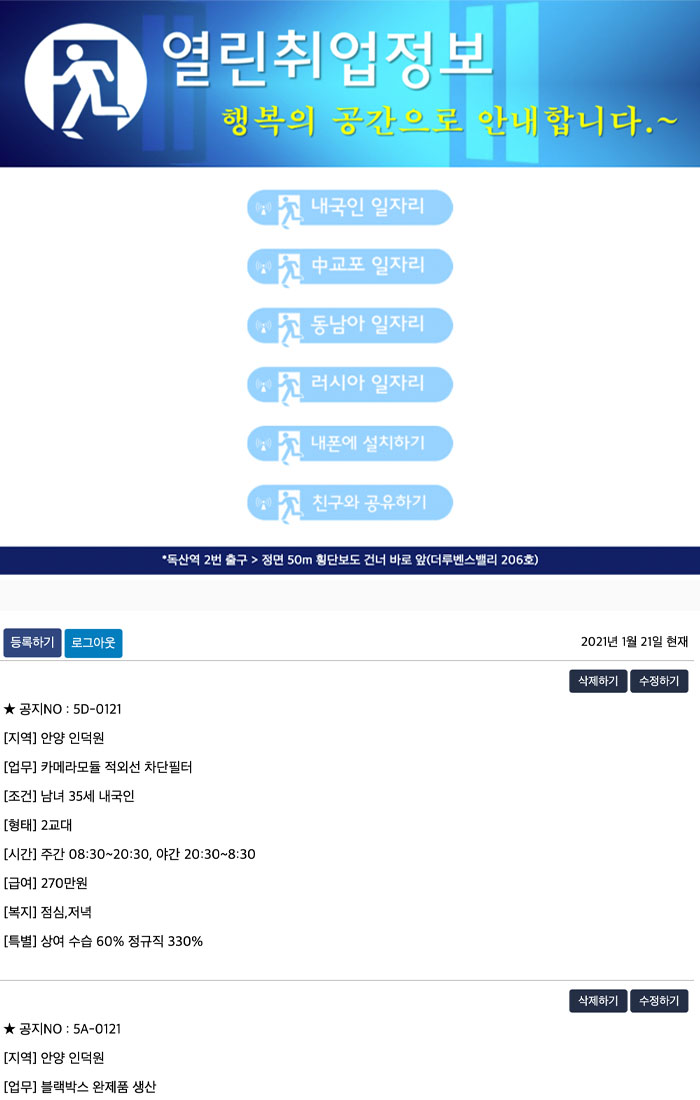 열린취업정보
행복의 공간으로 안내합니다.~
내국인 일자리
中교포 일자리
동남아 일자리
러시아 일자리
내폰에 설치하기
친구와 공유하기
*독산역 2번 출구 > 정면 50m 횡단보도 건너 바로 앞(더루벤스밸리 206호)
등록하기 로그아웃 2021년 1월 21일 현재
삭제하기 수정하기
★ 공지NO : 5D-0121
[지역] 안양 인덕원
[업무] 카메라모듈 적외선 차단필터
[조건] 남녀 35세 내국인
[형태] 2교대
[시간] 주간 08:30~20:30, 야간 20:30~8:30
[급여] 270만원
[복지] 점심,저녁
[특별] 상여 수습 60% 정규직 330%
삭제하기 수정하기
★ 공지NO : 5A-0121
[지역] 안양 인덕원
[업무] 블랙박스 완제품 생산